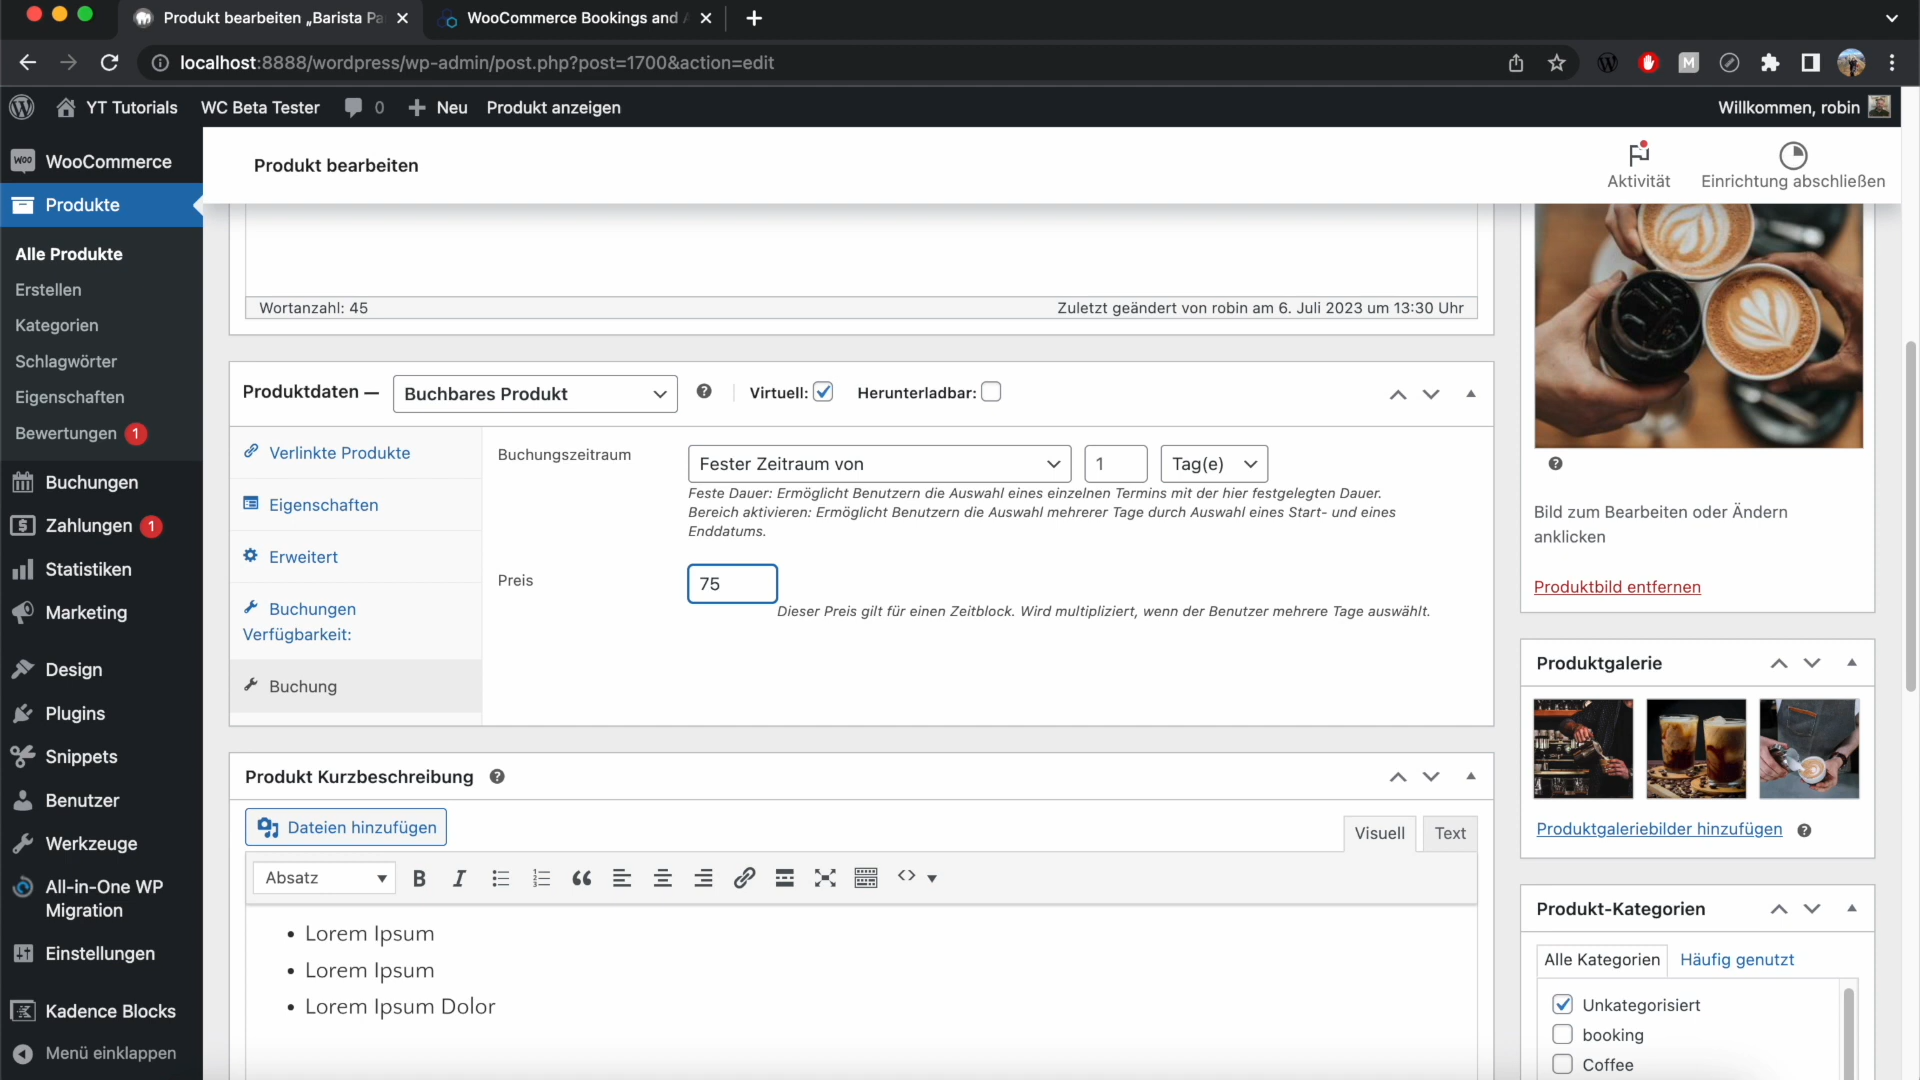 Produkt bearbeiten „Barista Pa
WooCommerce Bookings and
localhost:8888/wordpress/wp-admin/post.php?post=1700&action=edit
YT Tutorials
WC Beta Tester
0
Neu
Produkt anzeigen
Willkommen, robin
WooCommerce
Produkte
Alle Produkte
Erstellen
Kategorien
Schlagwörter
Eigenschaften
Bewertungen 1
Buchungen
Zahlungen 1
Statistiken
Marketing
Design
Plugins
Snippets
Benutzer
Werkzeuge
All-in-One WP
Migration
Einstellungen
Kadence Blocks
Menü einklappen
Produkt bearbeiten
Aktivität
Einrichtung abschließen
Wortanzahl: 45
Zuletzt geändert von robin am 6. Juli 2023 um 13:30 Uhr
Produktdaten —
Buchbares Produkt
Virtuell:
Herunterladbar:
Verlinkte Produkte
Eigenschaften
Erweitert
Buchungen
Verfügbarkeit:
Buchung
Buchungszeitraum
Fester Zeitraum von
1
Tag(e)
Feste Dauer: Ermöglicht Benutzern die Auswahl eines einzelnen Termins mit der hier festgelegten Dauer.
Bereich aktivieren: Ermöglicht Benutzern die Auswahl mehrerer Tage durch Auswahl eines Start- und eines
Enddatums.
Preis
75
Dieser Preis gilt für einen Zeitblock. Wird multipliziert, wenn der Benutzer mehrere Tage auswählt.
Produkt Kurzbeschreibung
Dateien hinzufügen
Visuell
Text
Absatz
B
I
• Lorem Ipsum
• Lorem Ipsum
• Lorem Ipsum Dolor
Bild zum Bearbeiten oder Ändern
anklicken
Produktbild entfernen
Produktgalerie
Produktgaleriebilder hinzufügen
Produkt-Kategorien
Alle Kategorien
Häufig genutzt
Unkategorisiert
booking
Coffee